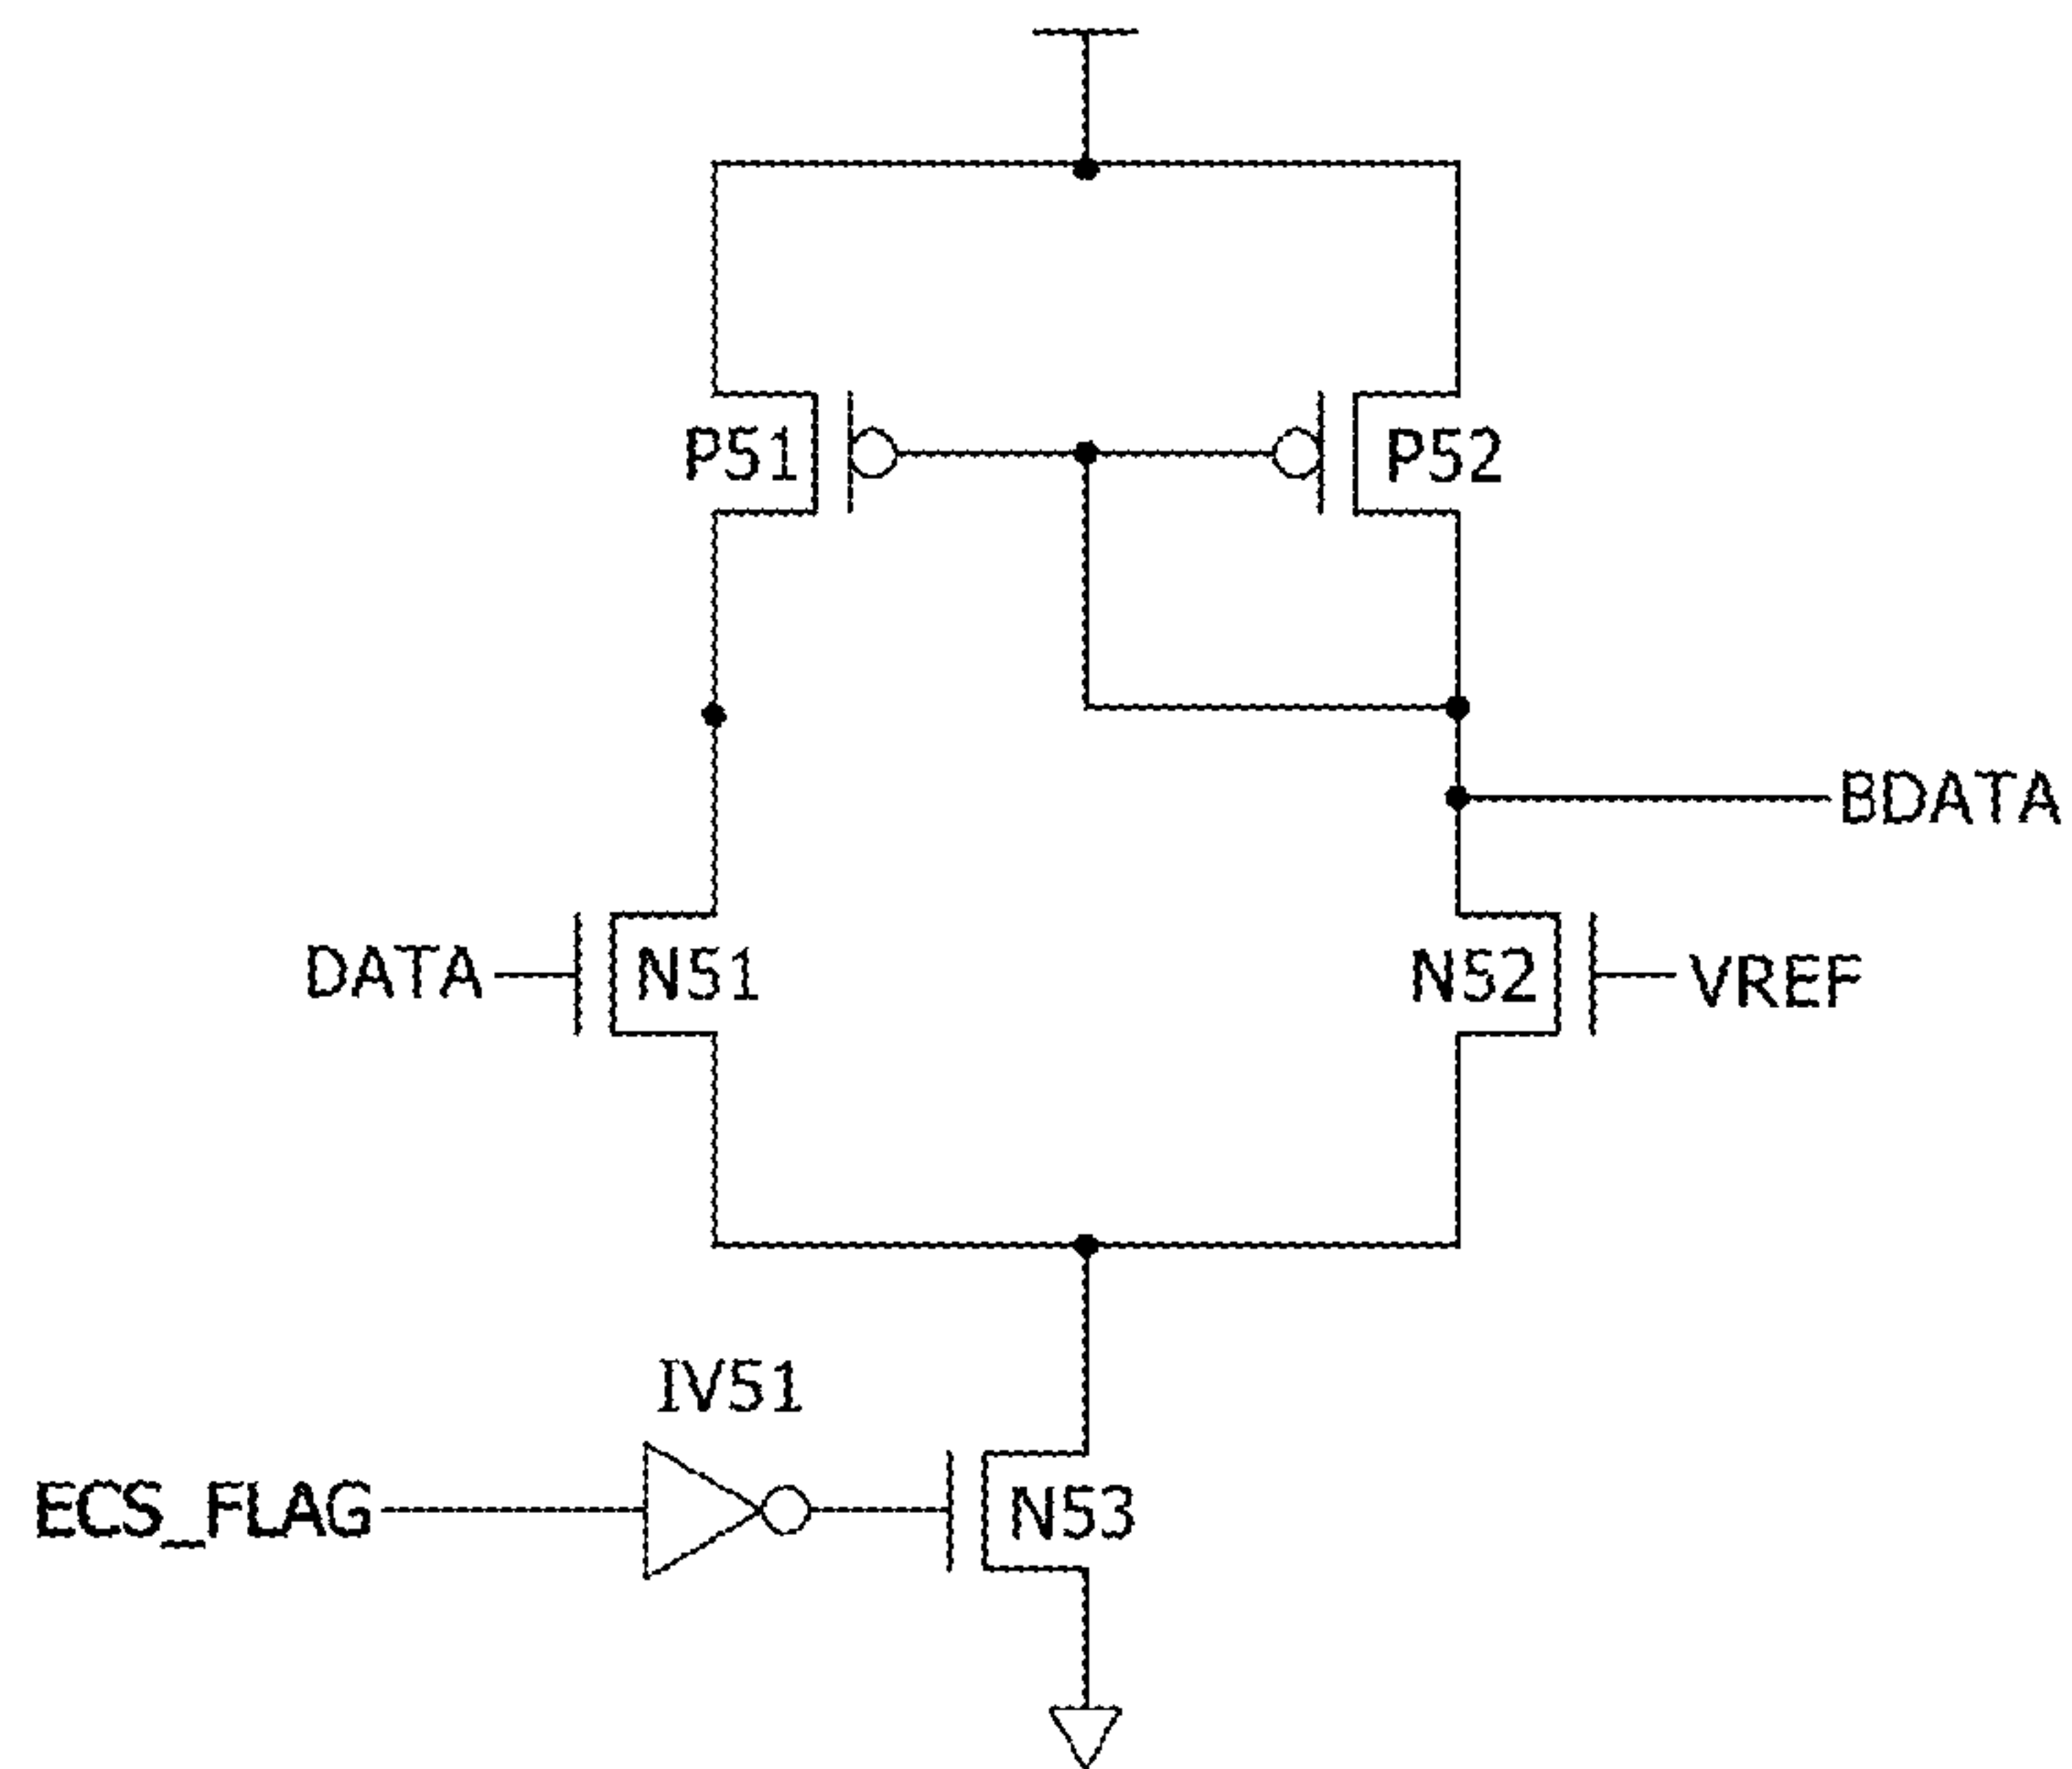 P51
P52
BDATA
DATA
N51
N52
VREF
IV51
ECS_FLAG
N53